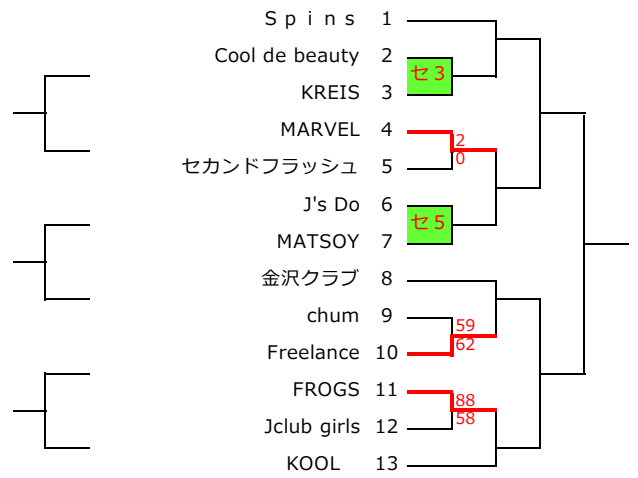 Ｓｐｉｎｓ 1
Cool de beauty 2
セ3
KREIS 3
MARVEL 4
2
0
セカンドフラッシュ 5
J's Do 6
セ5
MATSOY 7
金沢クラブ 8
chum 9
59
62
Freelance 10
FROGS 11
88
58
Jclub girls 12
KOOL 13